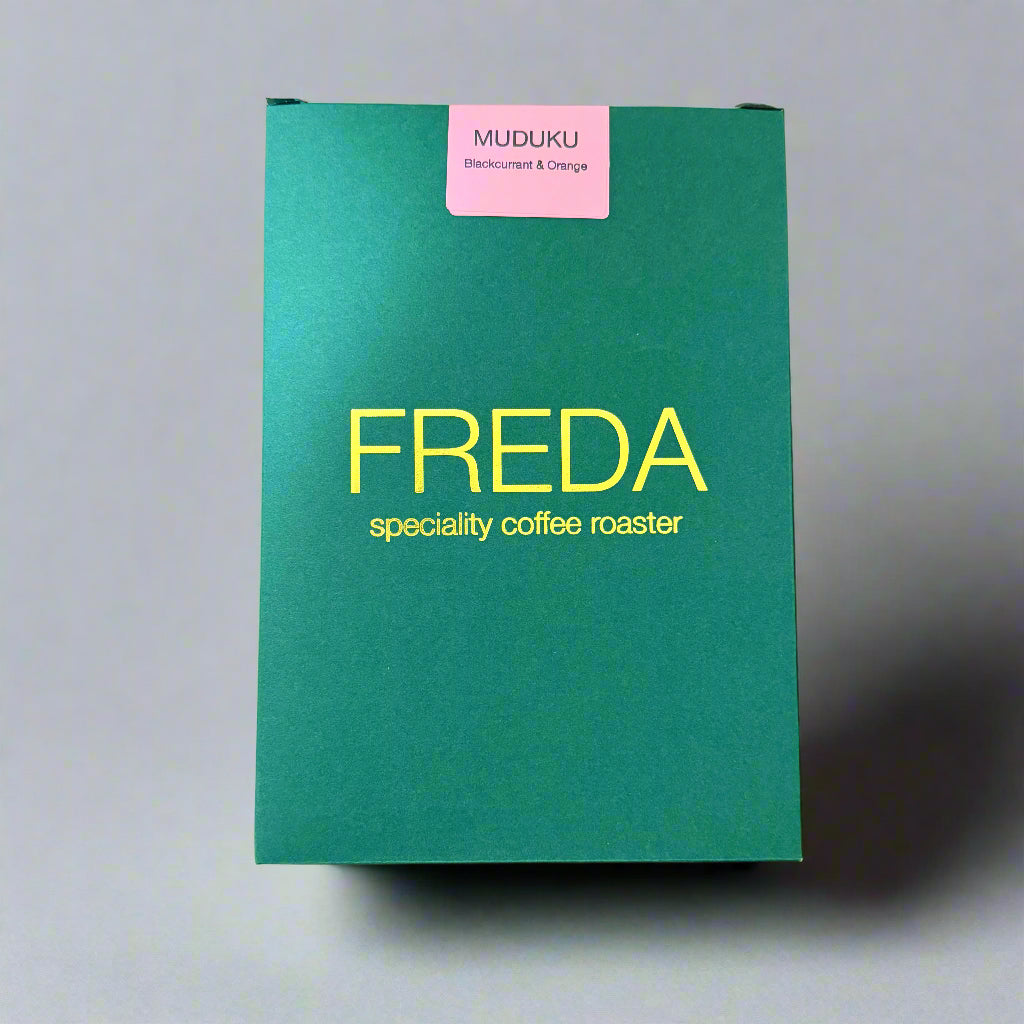 MUDUKU
Blackcurrant & Orange
FREDA
speciality coffee roaster